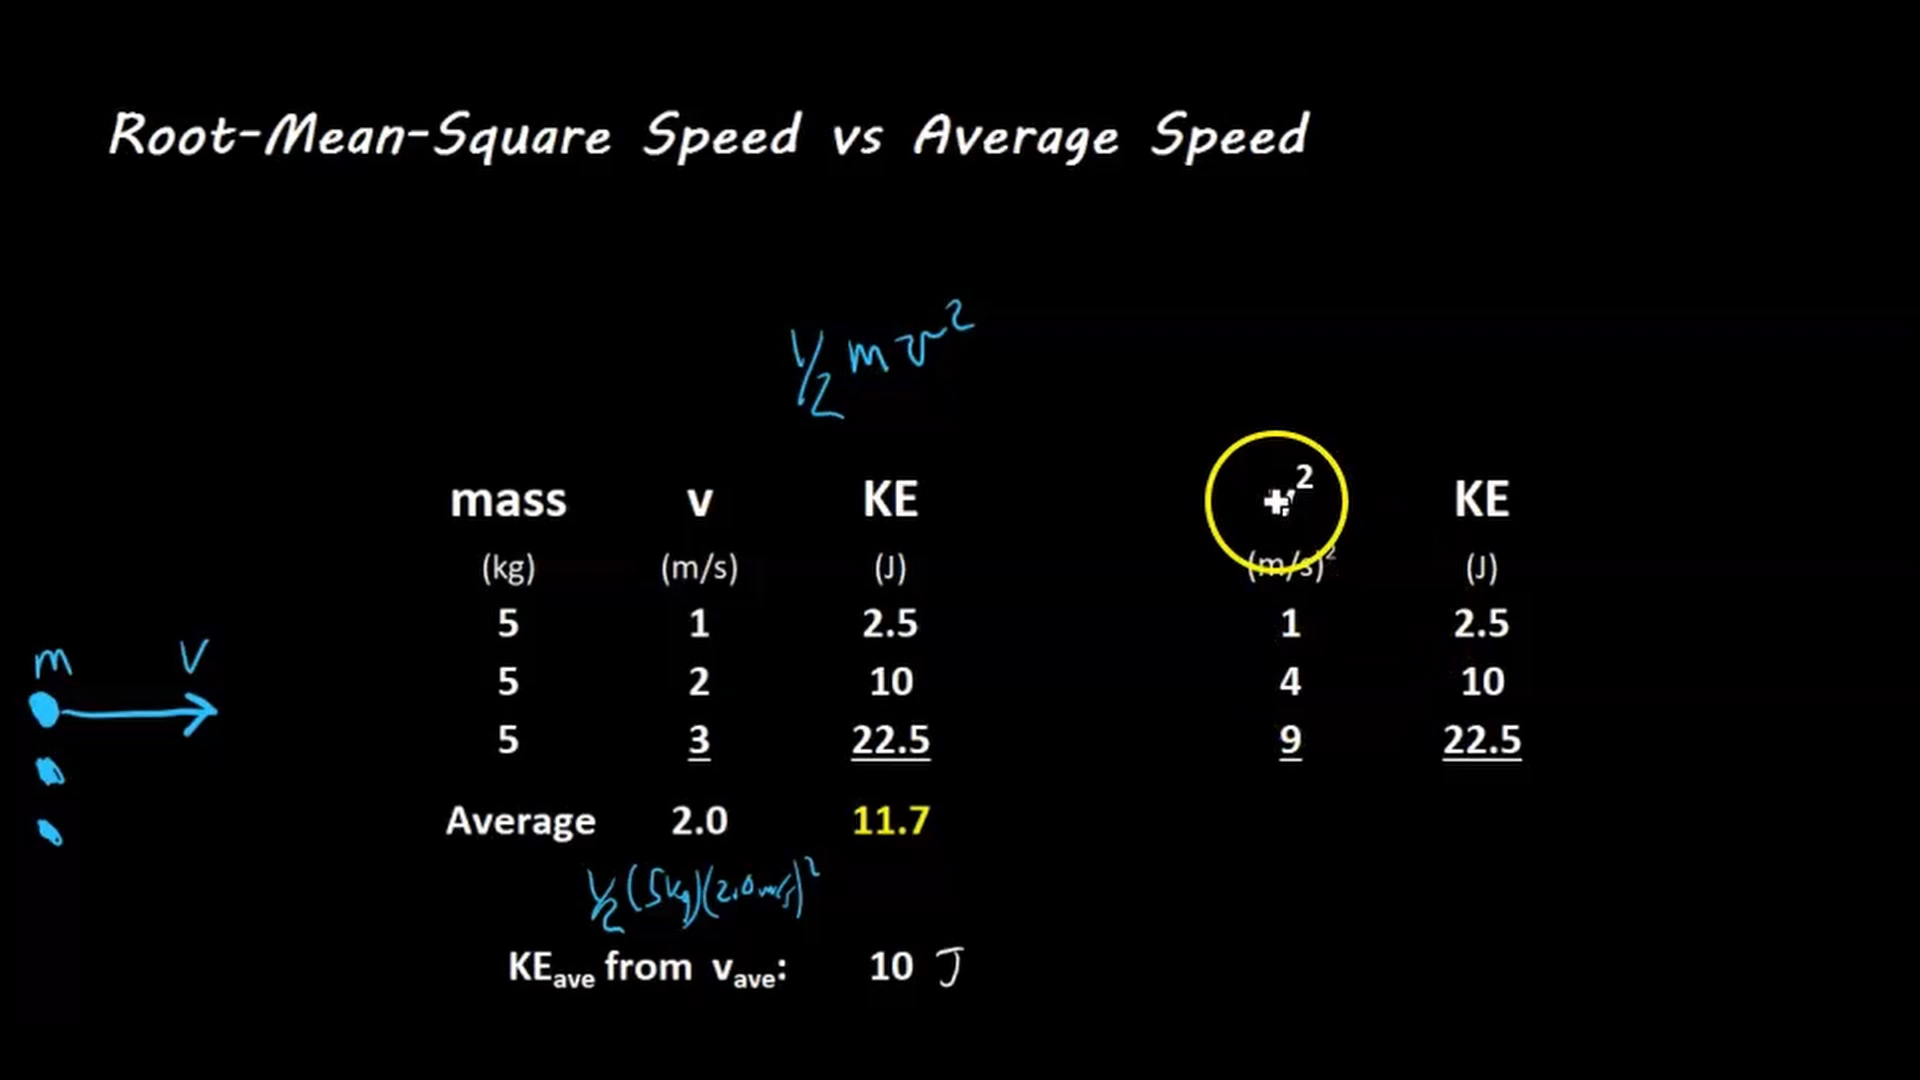 Root-Mean-Square Speed vs Average Speed
½ m v²
mass v KE v² KE
(kg) (m/s) (J) (m/s)² (J)
5 1 2.5 1 2.5
5 2 10 4 10
5 3 22.5 9 22.5
m v
Average 2.0 11.7
½ (5kg)(2.0m/s)²
KEave from vave: 10 J